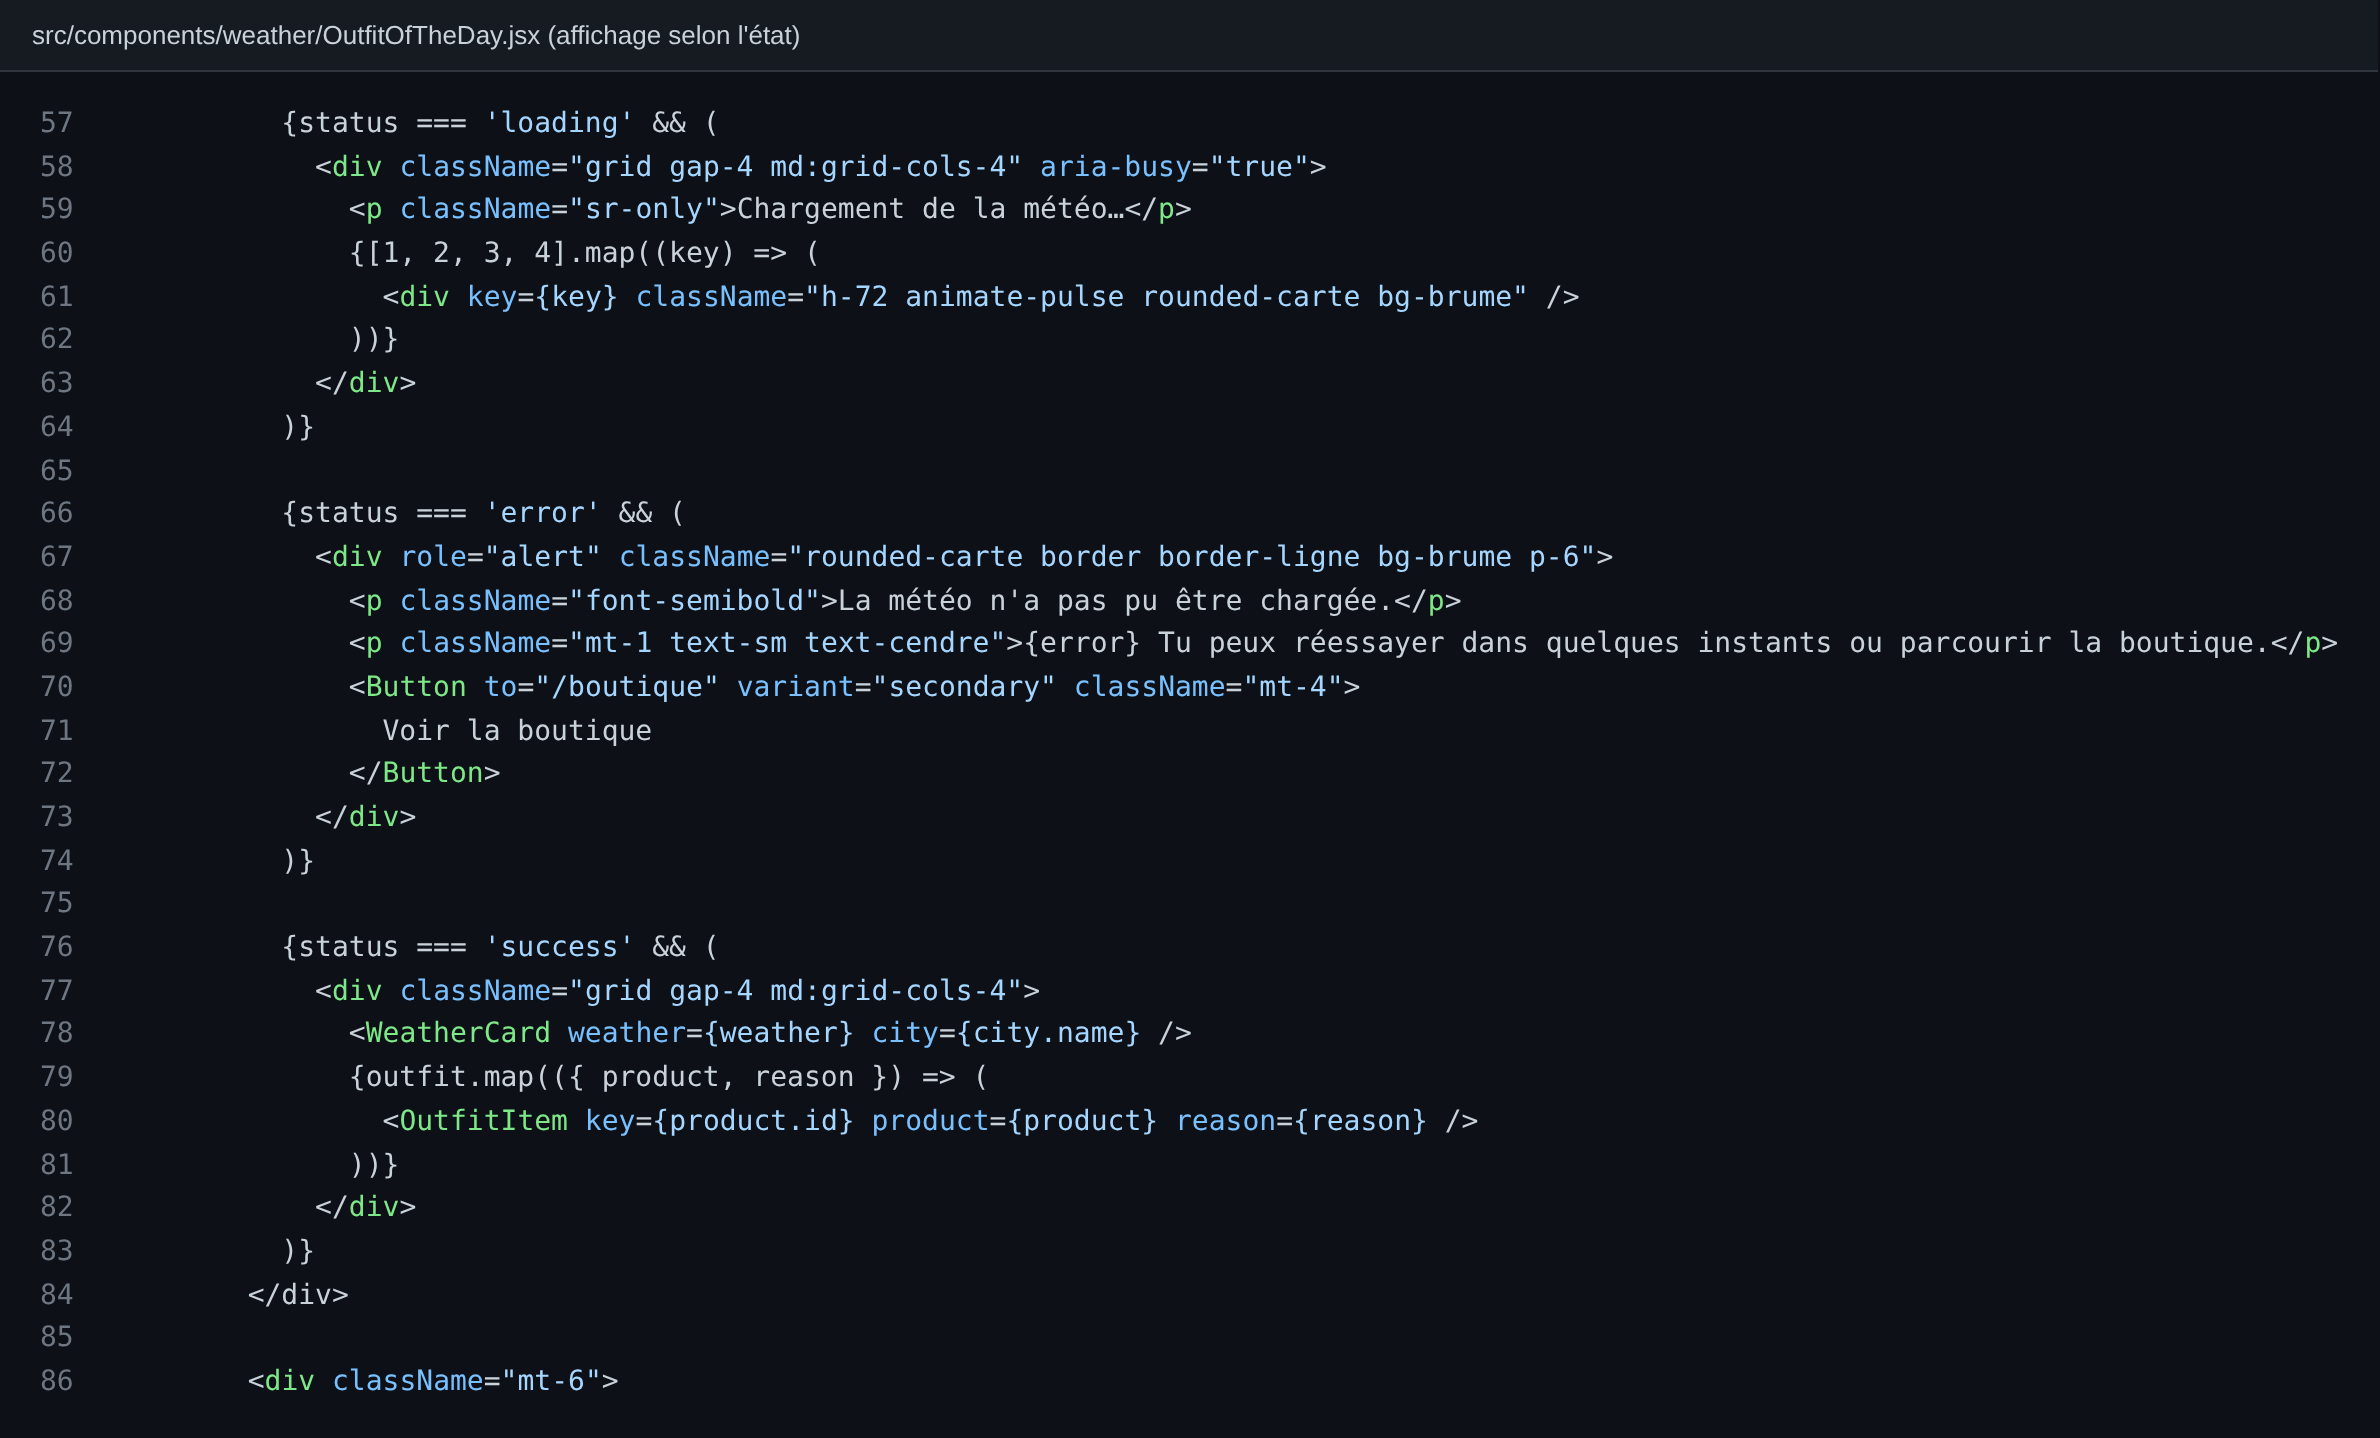 src/components/weather/OutfitOfTheDay.jsx (affichage selon l'état)
57 {status === 'loading' && (
58 <div className="grid gap-4 md:grid-cols-4" aria-busy="true">
59 <p className="sr-only">Chargement de la météo…</p>
60 {[1, 2, 3, 4].map((key) => (
61 <div key={key} className="h-72 animate-pulse rounded-carte bg-brume" />
62 ))}
63 </div>
64 )}
65
66 {status === 'error' && (
67 <div role="alert" className="rounded-carte border border-ligne bg-brume p-6">
68 <p className="font-semibold">La météo n'a pas pu être chargée.</p>
69 <p className="mt-1 text-sm text-cendre">{error} Tu peux réessayer dans quelques instants ou parcourir la boutique.</p>
70 <Button to="/boutique" variant="secondary" className="mt-4">
71 Voir la boutique
72 </Button>
73 </div>
74 )}
75
76 {status === 'success' && (
77 <div className="grid gap-4 md:grid-cols-4">
78 <WeatherCard weather={weather} city={city.name} />
79 {outfit.map(({ product, reason }) => (
80 <OutfitItem key={product.id} product={product} reason={reason} />
81 ))}
82 </div>
83 )}
84 </div>
85
86 <div className="mt-6">